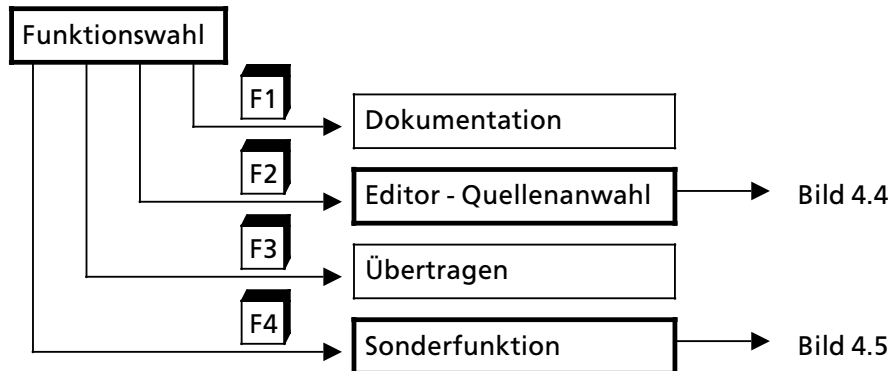 Funktionswahl
F1
Dokumentation
F2
Editor - Quellenanwahl
Bild 4.4
F3
Übertragen
F4
Sonderfunktion
Bild 4.5